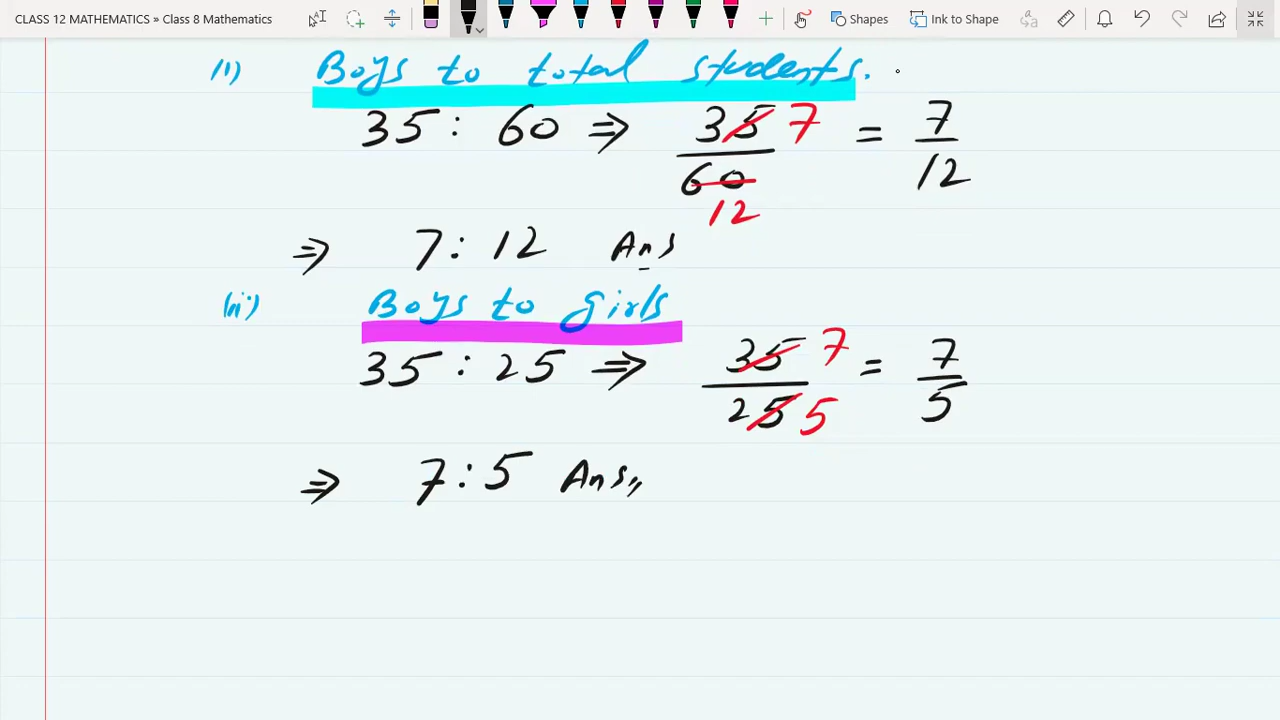 CLASS 12 MATHEMATICS » Class 8 Mathematics Shapes Ink to Shape
(i) Boys to total students.
35 : 60 ⇒ 35/60 7 12 = 7/12
⇒ 7 : 12 Ans
(ii) Boys to girls
35 : 25 ⇒ 35/25 7 5 = 7/5
⇒ 7 : 5 Ans,,